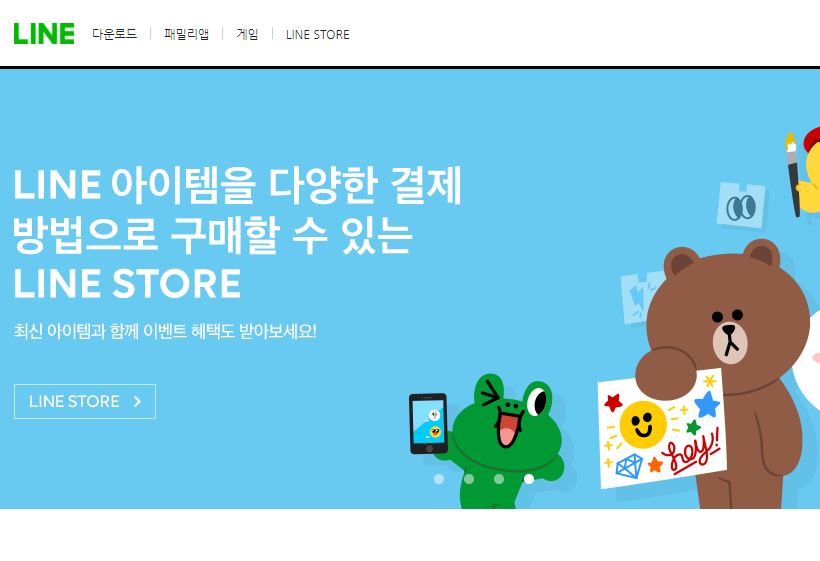 LINE 다운로드 패밀리앱 게임 LINE STORE
LINE 아이템을 다양한 결제
방법으로 구매할 수 있는
LINE STORE
최신 아이템과 함께 이벤트 혜택도 받아보세요!
LINE STORE
hey!